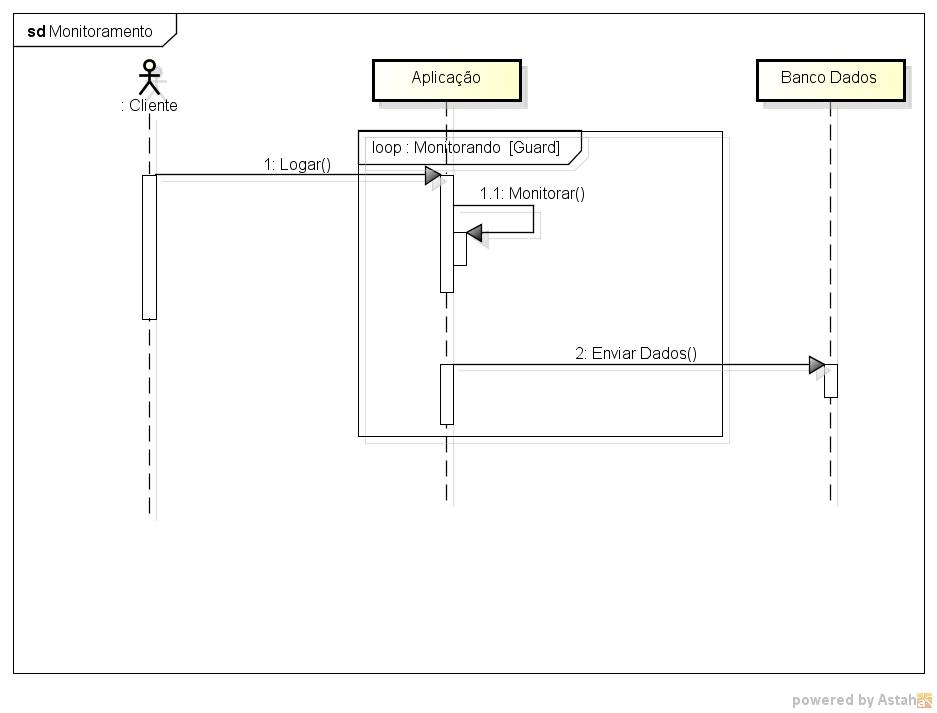 sd Monitoramento
: Cliente
Aplicação
Banco Dados
loop : Monitorando [Guard]
1: Logar()
1.1: Monitorar()
2: Enviar Dados()
powered by Astah